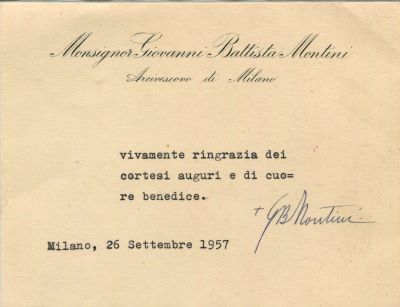 Monsignor Giovanni Battista Montini
Arcivescovo di Milano
vivamente ringrazia dei
cortesi auguri e di cuo=
re benedice.
+ GB Montini
Milano, 26 Settembre 1957